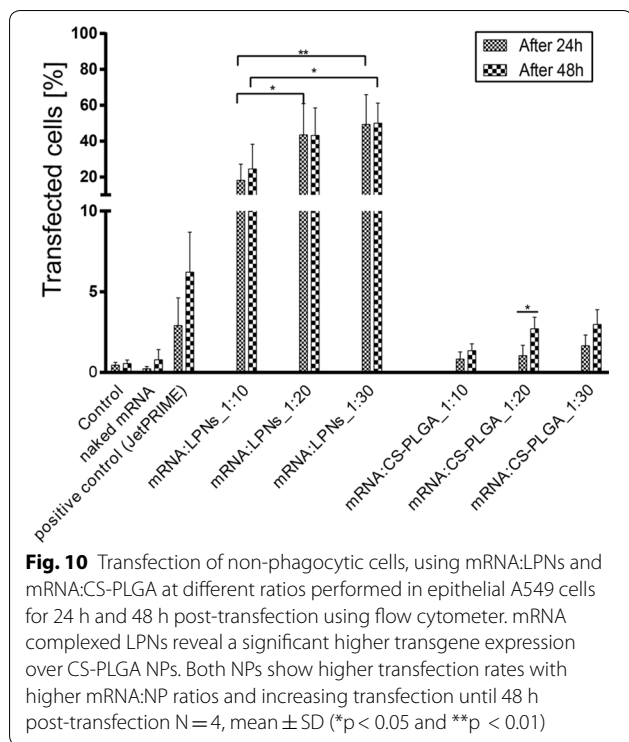 Transfected cells [%]
100
80
60
40
20
10
5
0
**
*
*
*
After 24h
After 48h
Control
naked mRNA
positive control (JetPRIME)
mRNA:LPNs_1:10
mRNA:LPNs_1:20
mRNA:LPNs_1:30
mRNA:CS-PLGA_1:10
mRNA:CS-PLGA_1:20
mRNA:CS-PLGA_1:30
Fig. 10 Transfection of non-phagocytic cells, using mRNA:LPNs and
mRNA:CS-PLGA at different ratios performed in epithelial A549 cells
for 24 h and 48 h post-transfection using flow cytometer. mRNA
complexed LPNs reveal a significant higher transgene expression
over CS-PLGA NPs. Both NPs show higher transfection rates with
higher mRNA:NP ratios and increasing transfection until 48 h
post-transfection N = 4, mean ± SD (*p < 0.05 and **p < 0.01)